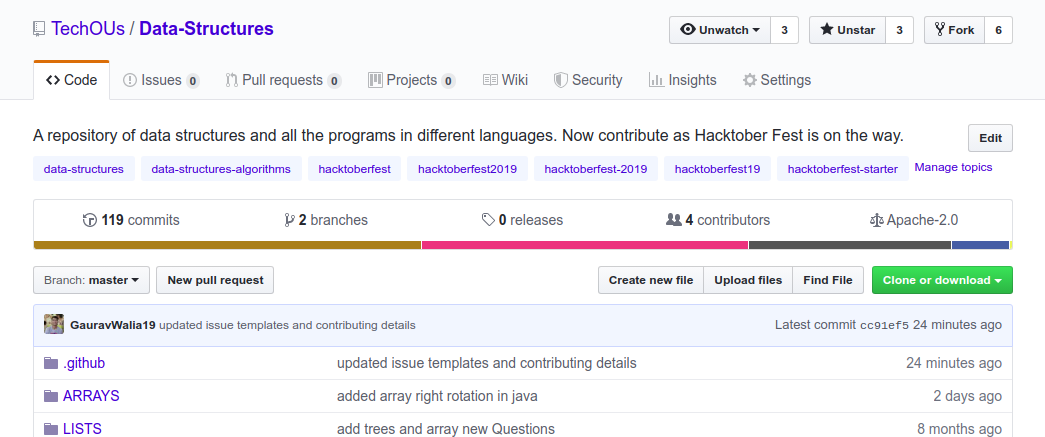 TechOUs / Data-Structures
Unwatch 3 Unstar 3 Fork 6
Code Issues 0 Pull requests 0 Projects 0 Wiki Security Insights Settings
A repository of data structures and all the programs in different languages. Now contribute as Hacktober Fest is on the way. Edit
data-structures data-structures-algorithms hacktoberfest hacktoberfest2019 hacktoberfest-2019 hacktoberfest19 hacktoberfest-starter Manage topics
119 commits 2 branches 0 releases 4 contributors Apache-2.0
Branch: master New pull request Create new file Upload files Find File Clone or download
GauravWalia19 updated issue templates and contributing details Latest commit cc91ef5 24 minutes ago
.github updated issue templates and contributing details 24 minutes ago
ARRAYS added array right rotation in java 2 days ago
LISTS add trees and array new Questions 8 months ago